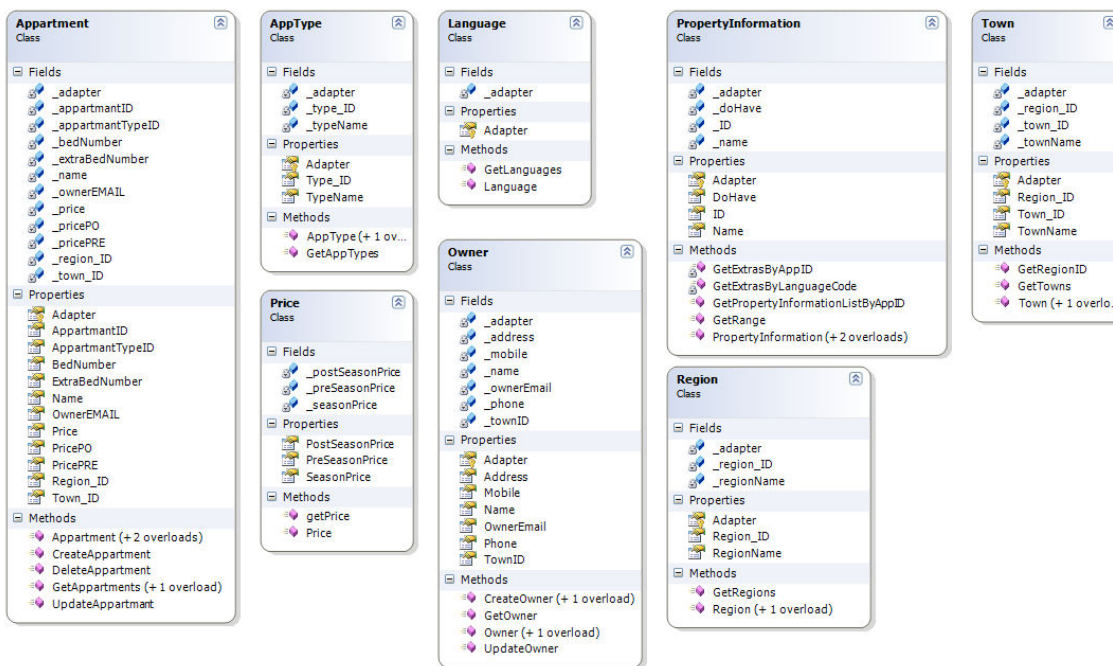 Appartment
Class
Fields
_adapter
_appartmantID
_appartmantTypeID
_bedNumber
_extraBedNumber
_name
_ownerEMAIL
_price
_pricePO
_pricePRE
_region_ID
_town_ID
Properties
Adapter
AppartmantID
AppartmantTypeID
BedNumber
ExtraBedNumber
Name
OwnerEMAIL
Price
PricePO
PricePRE
Region_ID
Town_ID
Methods
Appartment (+ 2 overloads)
CreateAppartment
DeleteAppartment
GetAppartments (+ 1 overload)
UpdateAppartmant
AppType
Class
Fields
_adapter
_type_ID
_typeName
Properties
Adapter
Type_ID
TypeName
Methods
AppType (+ 1 ov...
GetAppTypes
Price
Class
Fields
_postSeasonPrice
_preSeasonPrice
_seasonPrice
Properties
PostSeasonPrice
PreSeasonPrice
SeasonPrice
Methods
getPrice
Price
Language
Class
Fields
_adapter
Properties
Adapter
Methods
GetLanguages
Language
Owner
Class
Fields
_adapter
_address
_mobile
_name
_ownerEmail
_phone
_townID
Properties
Adapter
Address
Mobile
Name
OwnerEmail
Phone
TownID
Methods
CreateOwner (+ 1 overload)
GetOwner
Owner (+ 1 overload)
UpdateOwner
PropertyInformation
Class
Fields
_adapter
_doHave
_ID
_name
Properties
Adapter
DoHave
ID
Name
Methods
GetExtrasByAppID
GetExtrasByLanguageCode
GetPropertyInformationListByAppID
GetRange
PropertyInformation (+ 2 overloads)
Region
Class
Fields
_adapter
_region_ID
_regionName
Properties
Adapter
Region_ID
RegionName
Methods
GetRegions
Region (+ 1 overload)
Town
Class
Fields
_adapter
_region_ID
_town_ID
_townName
Properties
Adapter
Region_ID
Town_ID
TownName
Methods
GetRegionID
GetTowns
Town (+ 1 overlo..